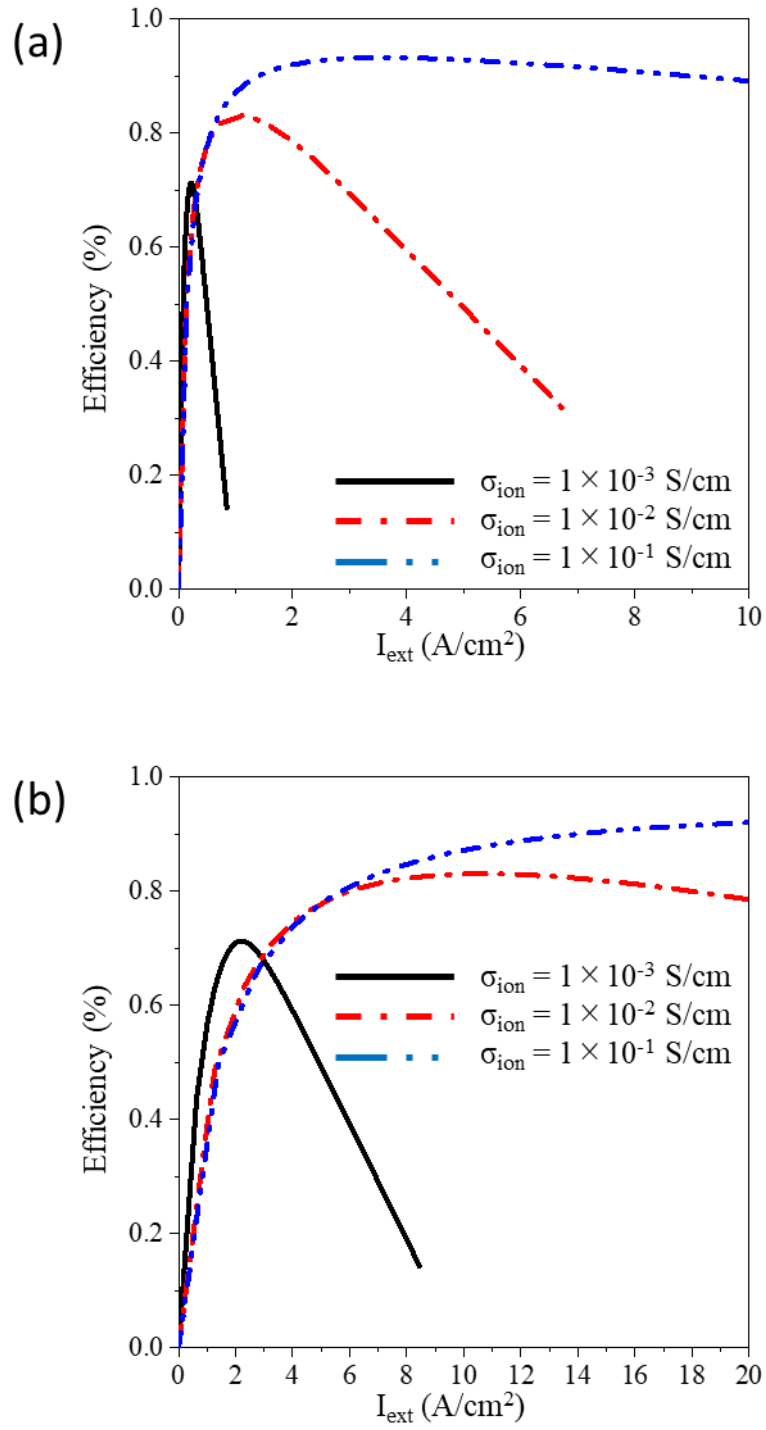 (a)
1.0
0.8
0.6
0.4
0.2
0.0
Efficiency (%)
σion = 1 × 10-3 S/cm
σion = 1 × 10-2 S/cm
σion = 1 × 10-1 S/cm
0 2 4 6 8 10
Iext (A/cm2)
(b)
1.0
0.8
0.6
0.4
0.2
0.0
Efficiency (%)
σion = 1 × 10-3 S/cm
σion = 1 × 10-2 S/cm
σion = 1 × 10-1 S/cm
0 2 4 6 8 10 12 14 16 18 20
Iext (A/cm2)